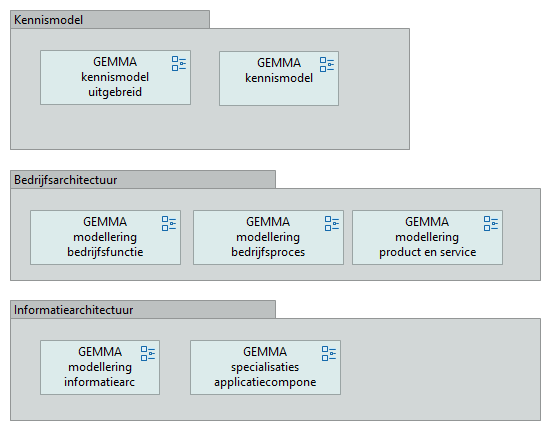 Kennismodel
GEMMA
kennismodel
uitgebreid
GEMMA
kennismodel
Bedrijfsarchitectuur
GEMMA
modellering
bedrijfsfunctie
GEMMA
modellering
bedrijfsproces
GEMMA
modellering
product en service
Informatiearchitectuur
GEMMA
modellering
informatiearc
GEMMA
specialisaties
applicatiecompone